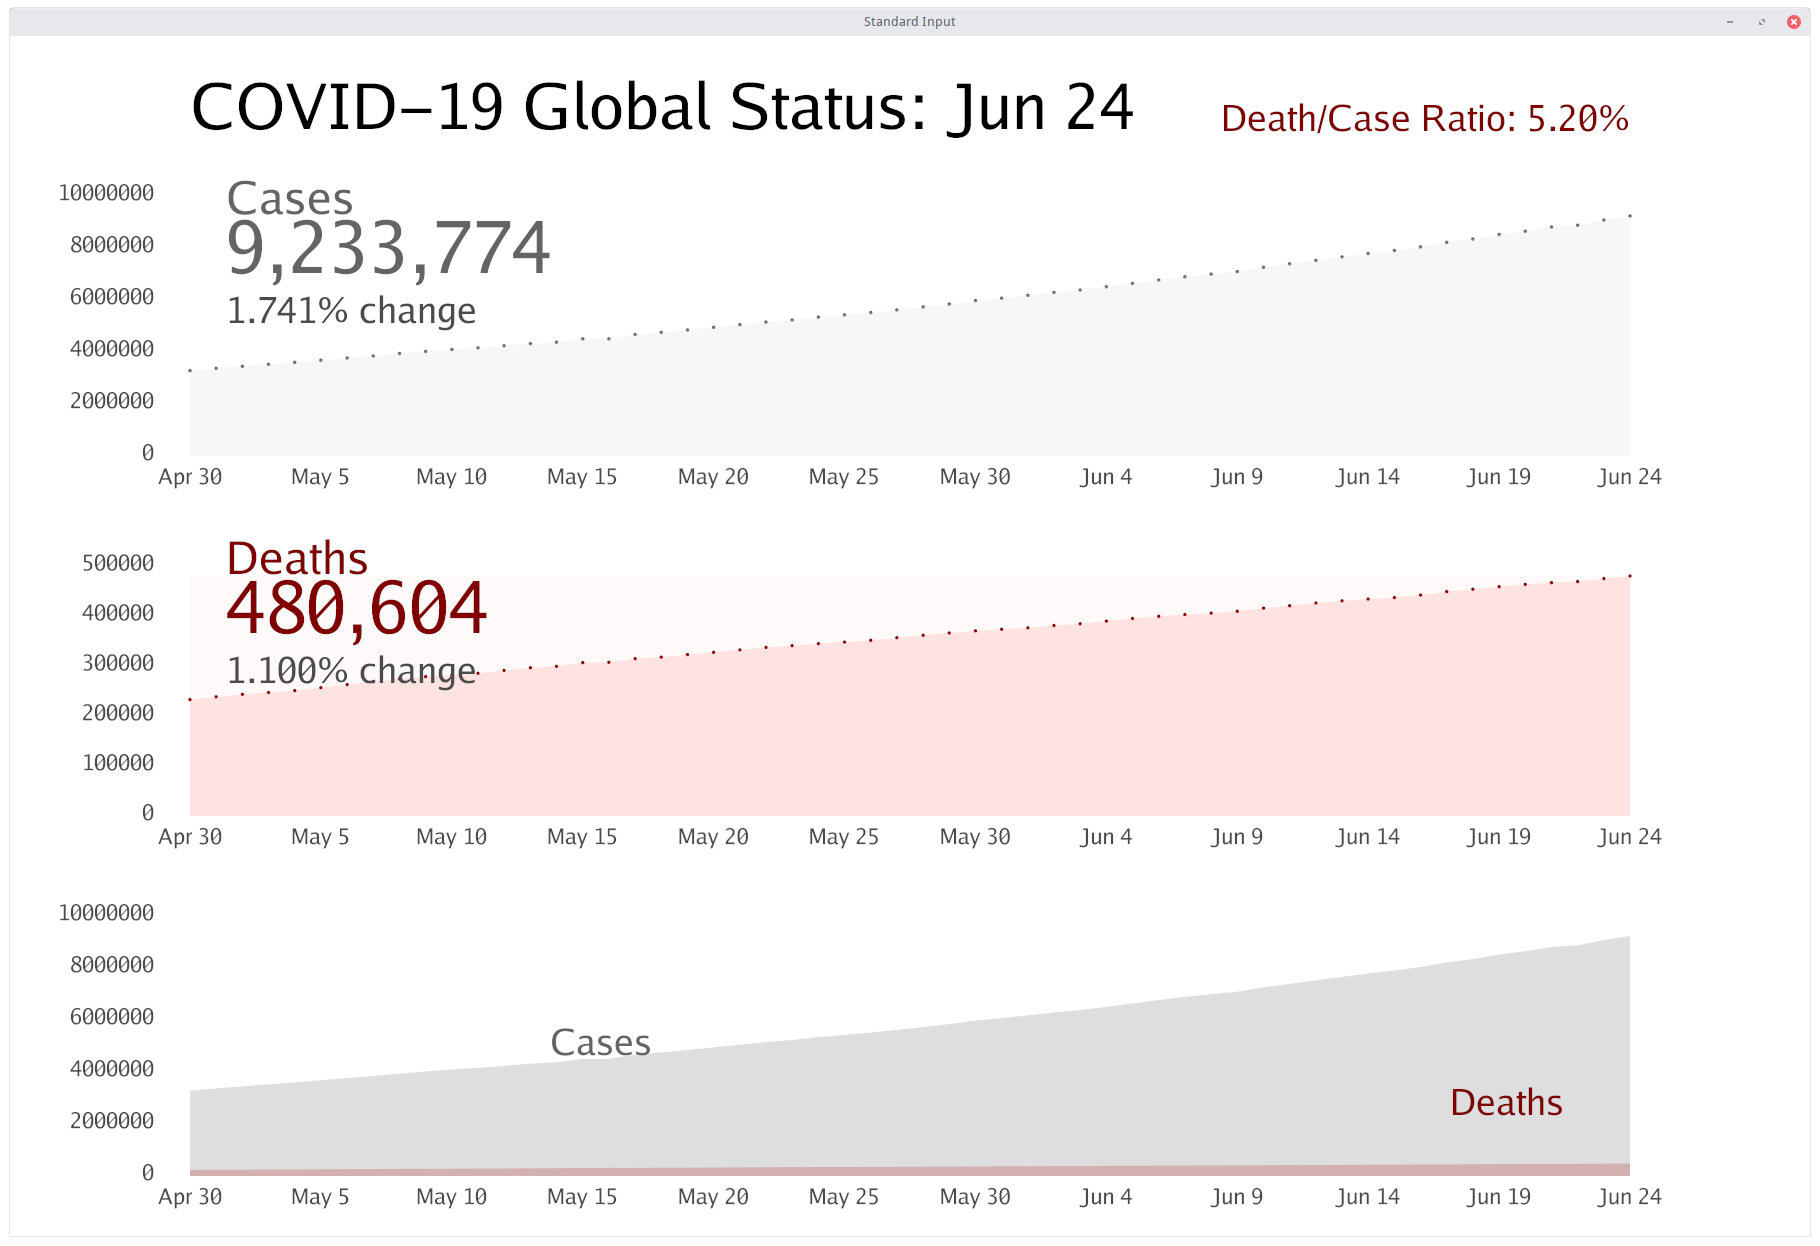 Standard Input
COVID–19 Global Status: Jun 24
Death/Case Ratio: 5.20%
Cases
9,233,774
1.741% change
10000000
8000000
6000000
4000000
2000000
0
Apr 30 May 5 May 10 May 15 May 20 May 25 May 30 Jun 4 Jun 9 Jun 14 Jun 19 Jun 24
Deaths
480,604
1.100% change
500000
400000
300000
200000
100000
0
Apr 30 May 5 May 10 May 15 May 20 May 25 May 30 Jun 4 Jun 9 Jun 14 Jun 19 Jun 24
10000000
8000000
6000000
4000000
2000000
0
Cases
Deaths
Apr 30 May 5 May 10 May 15 May 20 May 25 May 30 Jun 4 Jun 9 Jun 14 Jun 19 Jun 24